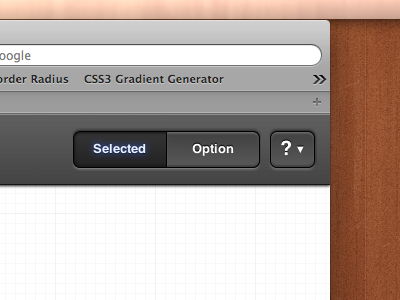 oogle
order Radius CSS3 Gradient Generator »
+
Selected Option ? ▾